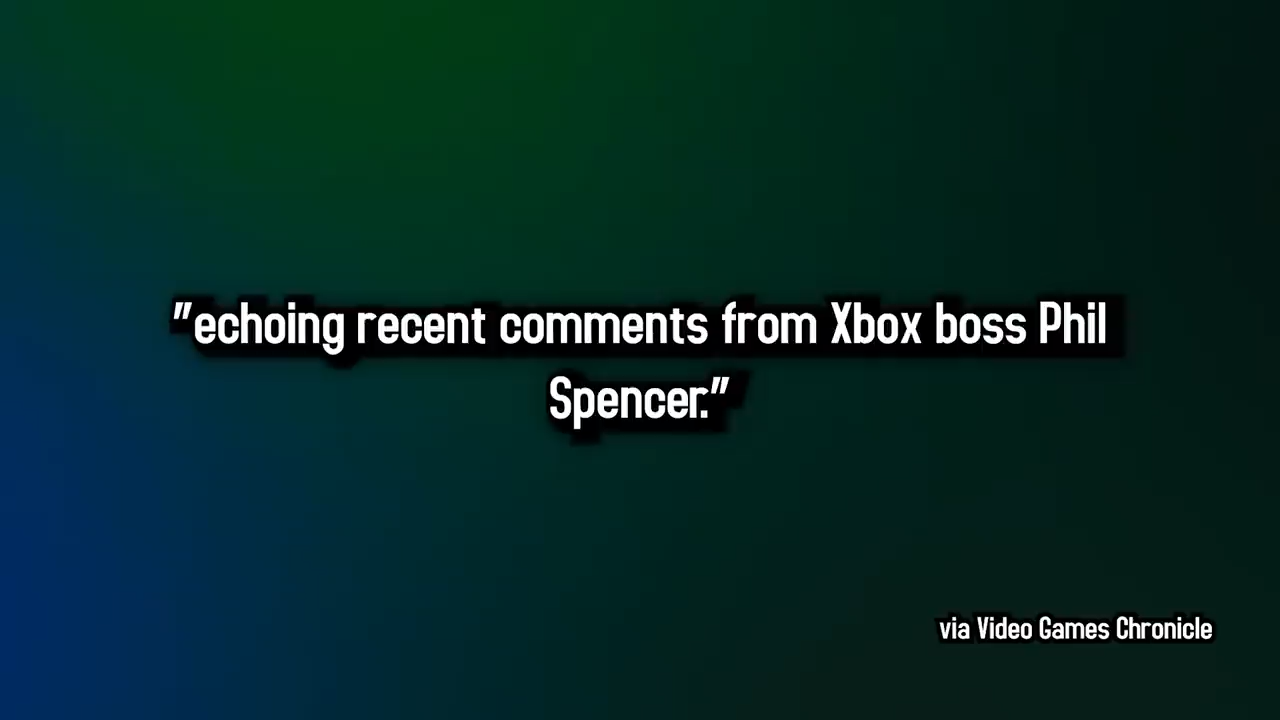 "echoing recent comments from Xbox boss Phil
Spencer."
via Video Games Chronicle